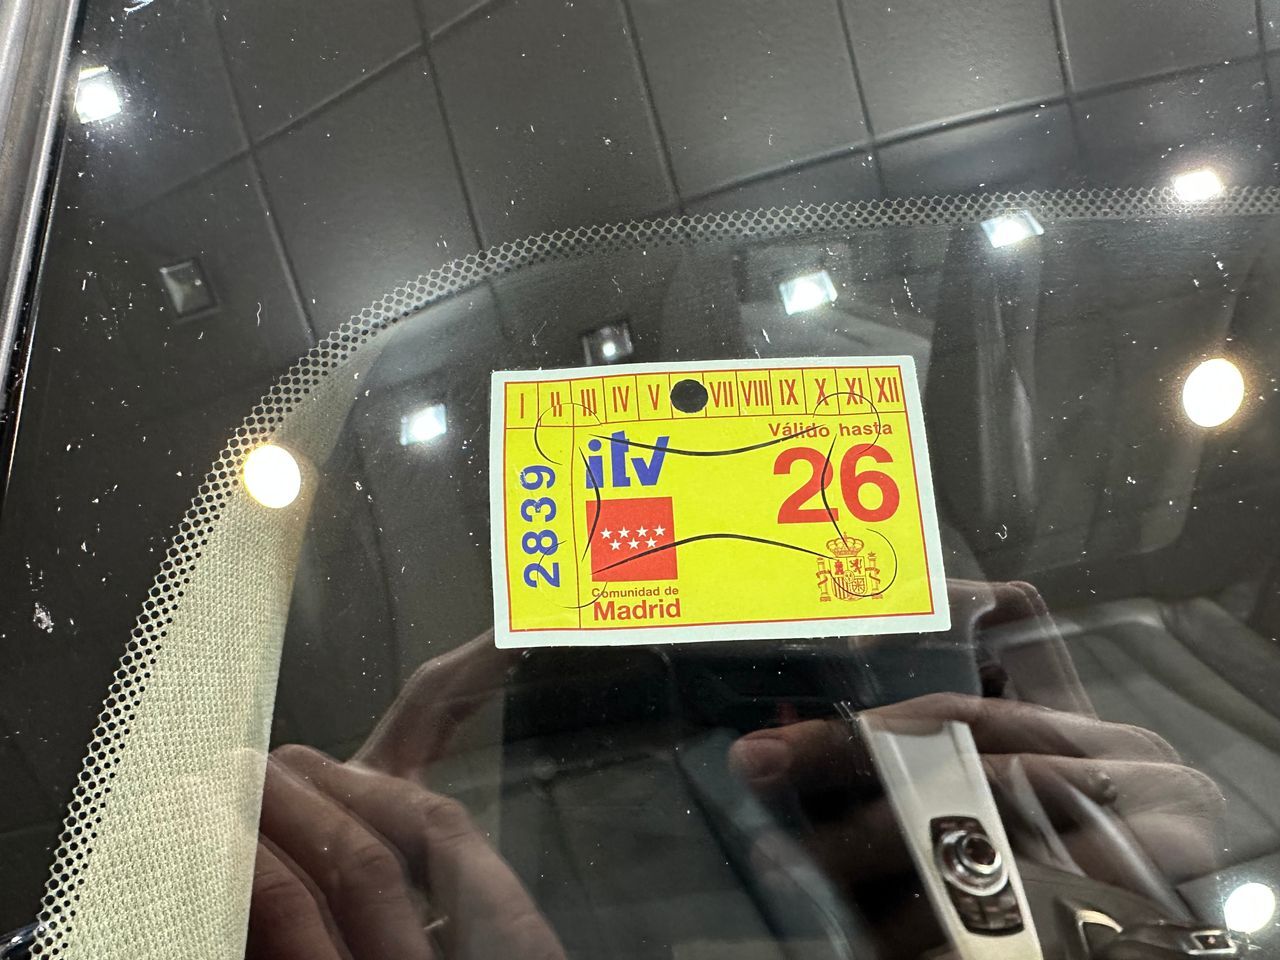 I II III IV V VII VIII IX X XI XII
Válido hasta
26
itv
2839
Comunidad de
Madrid